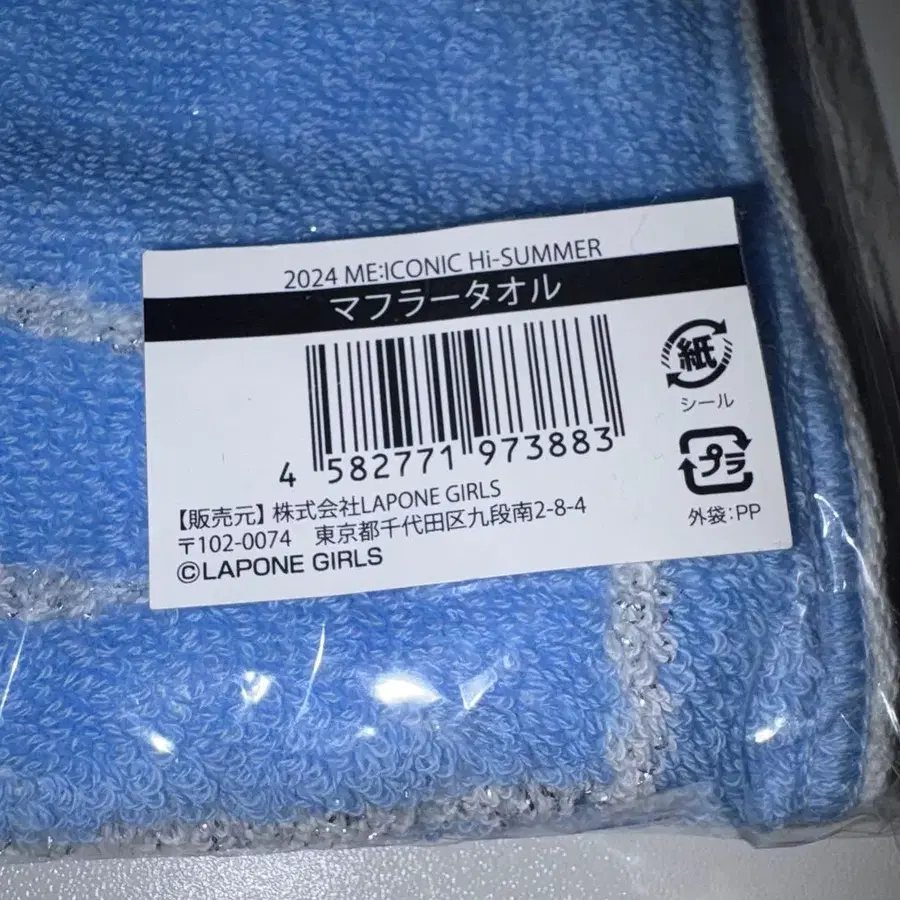 2024 ME:ICONIC Hi-SUMMER
マフラータオル
4 582771 973883
紙
シール
プラ
外袋:PP
【販売元】株式会社LAPONE GIRLS
〒102-0074 東京都千代田区九段南2-8-4
©LAPONE GIRLS